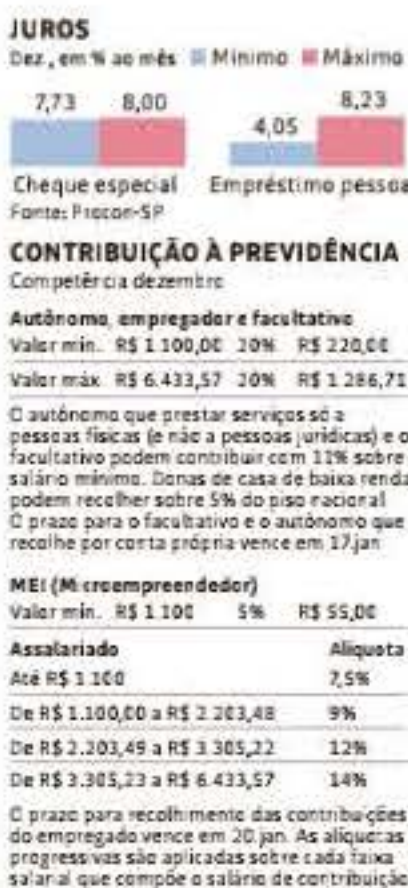 JUROS
Dez., em % ao mês Mínimo Máximo
7,73 8,00 4,05 8,23
Cheque especial Empréstimo pessoa
Fonte: Procon-SP
CONTRIBUIÇÃO À PREVIDÊNCIA
Competência dezembro
Autônomo, empregador e facultativo
Valor min. R$ 1.100,00 20% R$ 220,00
Valor máx. R$ 6.433,57 20% R$ 1.286,71
O autônomo que prestar serviços só a
pessoas físicas (e não a pessoas jurídicas) e o
facultativo podem contribuir com 11% sobre
salário mínimo. Donas de casa de baixa renda
podem recolher sobre 5% do piso nacional
O prazo para o facultativo e o autônomo que
recolhe por conta própria vence em 17.jan
MEI (Microempreendedor)
Valor min. R$ 1.100 5% R$ 55,00
Assalariado Alíquota
Até R$ 1.100 7,5%
De R$ 1.100,00 a R$ 2.203,48 9%
De R$ 2.203,49 a R$ 3.305,22 12%
De R$ 3.305,23 a R$ 6.433,57 14%
O prazo para recolhimento das contribuições
do empregado vence em 20.jan. As alíquotas
progressivas são aplicadas sobre cada faixa
salarial que compõe o salário de contribuição